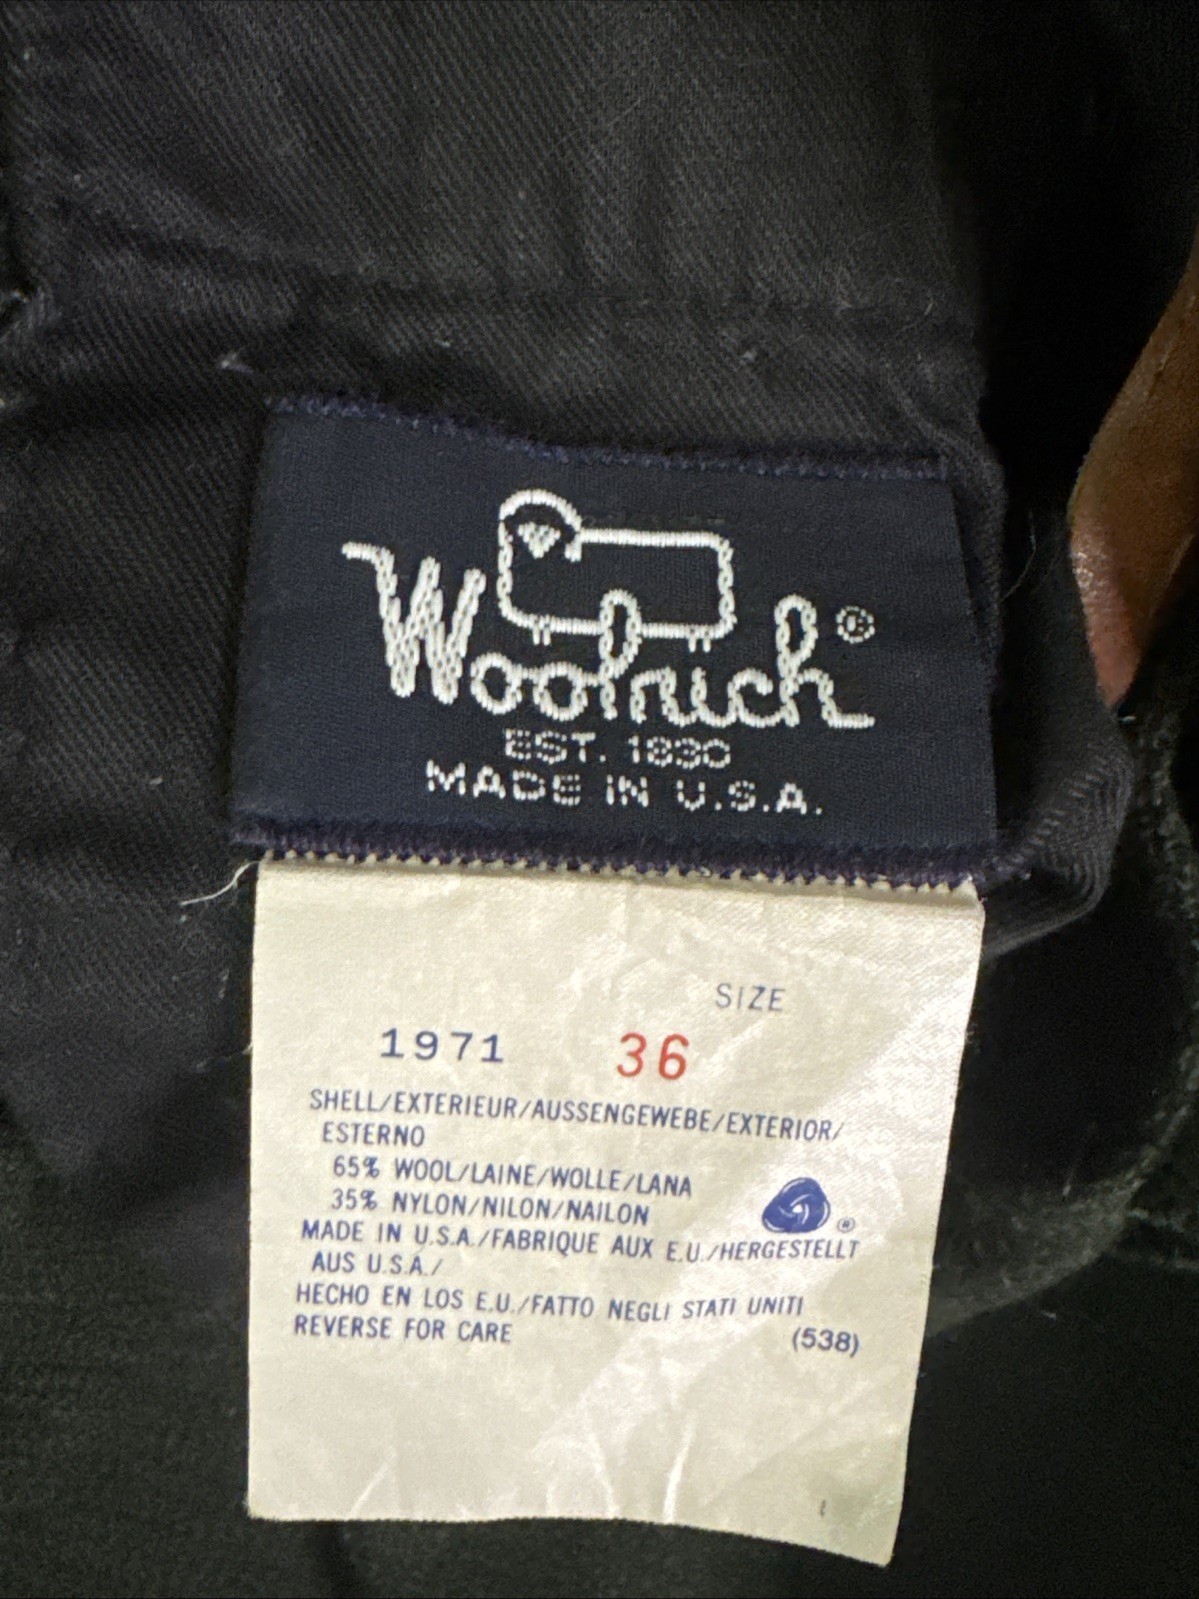 Woolrich®
EST. 1830
MADE IN U.S.A.
SIZE
1971 36
SHELL/EXTERIEUR/AUSSENGEWEBE/EXTERIOR/
ESTERNO
65% WOOL/LAINE/WOLLE/LANA
35% NYLON/NILON/NAILON
®
MADE IN U.S.A./FABRIQUE AUX E.U./HERGESTELLT
AUS U.S.A./
HECHO EN LOS E.U./FATTO NEGLI STATI UNITI
REVERSE FOR CARE (538)